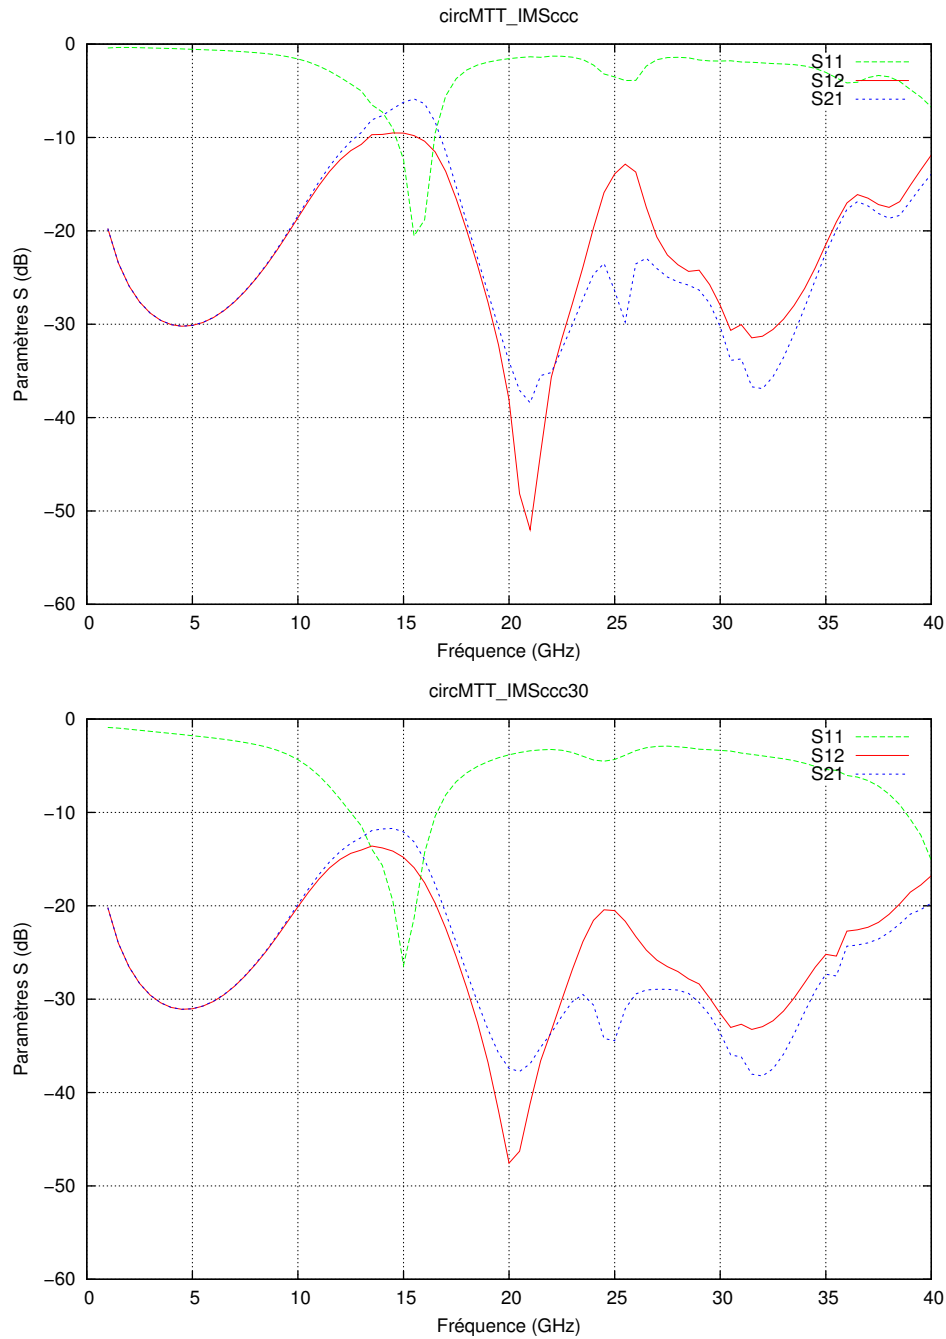 circMTT_IMSccc
0
S11
S12
S21
−10
−20
−30
−40
−50
−60
Paramètres S (dB)
0 5 10 15 20 25 30 35 40
Fréquence (GHz)
circMTT_IMSccc30
0
S11
S12
S21
−10
−20
−30
−40
−50
−60
Paramètres S (dB)
0 5 10 15 20 25 30 35 40
Fréquence (GHz)